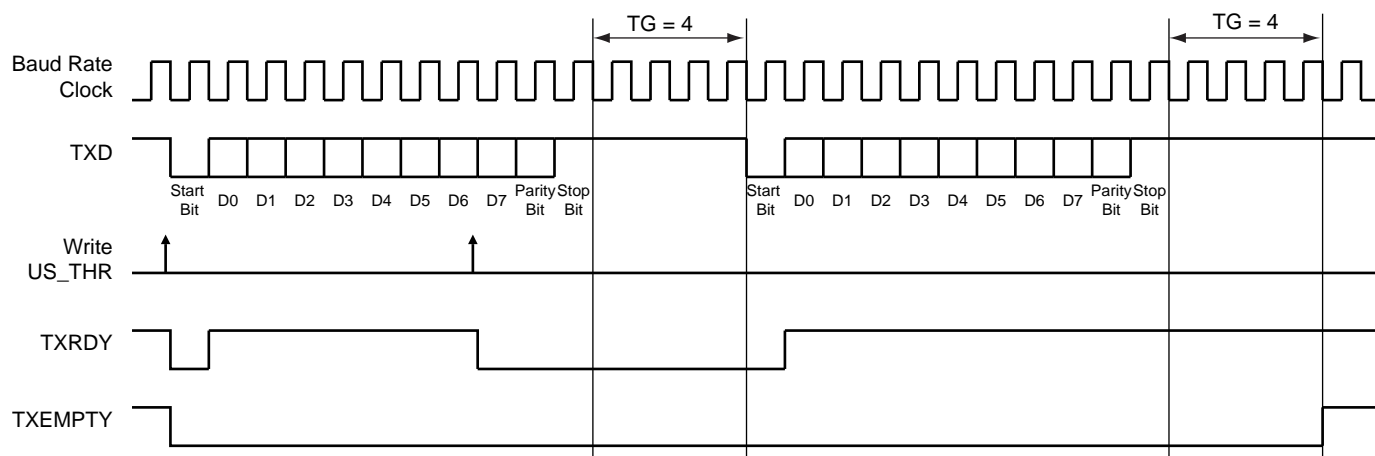 TG = 4
TG = 4
Baud Rate
Clock
TXD
Start
Bit
D0
D1
D2
D3
D4
D5
D6
D7
Parity
Bit
Stop
Bit
Start
Bit
D0
D1
D2
D3
D4
D5
D6
D7
Parity
Bit
Stop
Bit
Write
US_THR
TXRDY
TXEMPTY